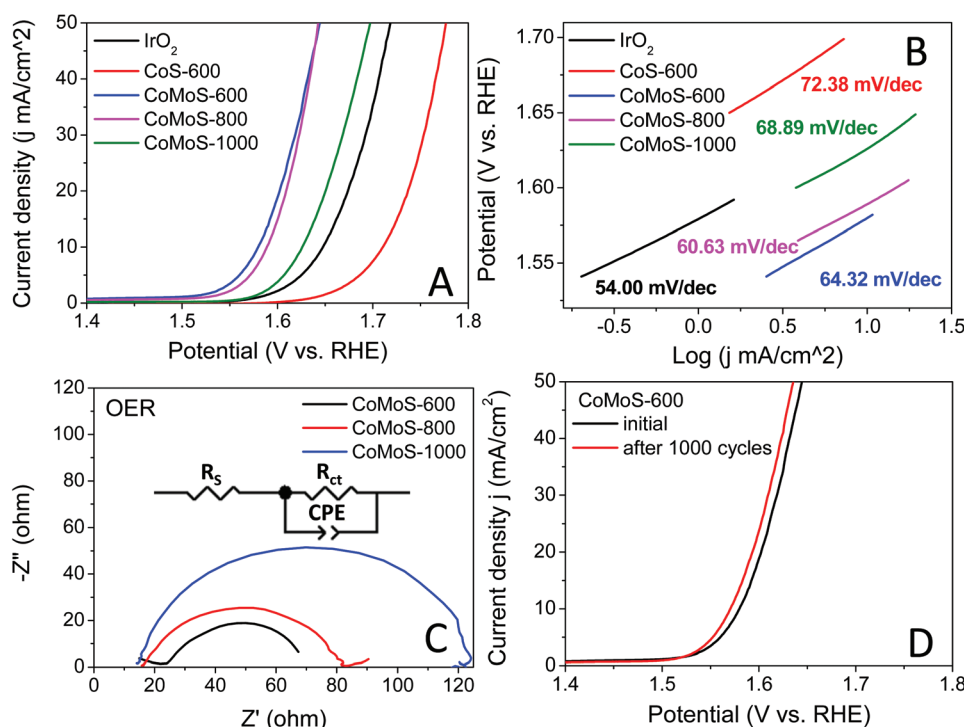 Current density (j mA/cm^2)
50
40
30
20
10
0
IrO₂
CoS-600
CoMoS-600
CoMoS-800
CoMoS-1000
A
1.4
1.5
1.6
1.7
1.8
Potential (V vs. RHE)
Potential (V vs. RHE)
1.70
1.65
1.60
1.55
IrO₂
CoS-600
CoMoS-600
CoMoS-800
CoMoS-1000
B
72.38 mV/dec
68.89 mV/dec
60.63 mV/dec
64.32 mV/dec
54.00 mV/dec
-0.5
0.0
0.5
1.0
1.5
Log (j mA/cm^2)
-Z" (ohm)
120
100
80
60
40
20
0
OER
CoMoS-600
CoMoS-800
CoMoS-1000
Rs
Rct
CPE
C
0
20
40
60
80
100
120
Z' (ohm)
Current density j (mA/cm²)
50
40
30
20
10
0
CoMoS-600
initial
after 1000 cycles
D
1.4
1.5
1.6
1.7
1.8
Potential (V vs. RHE)